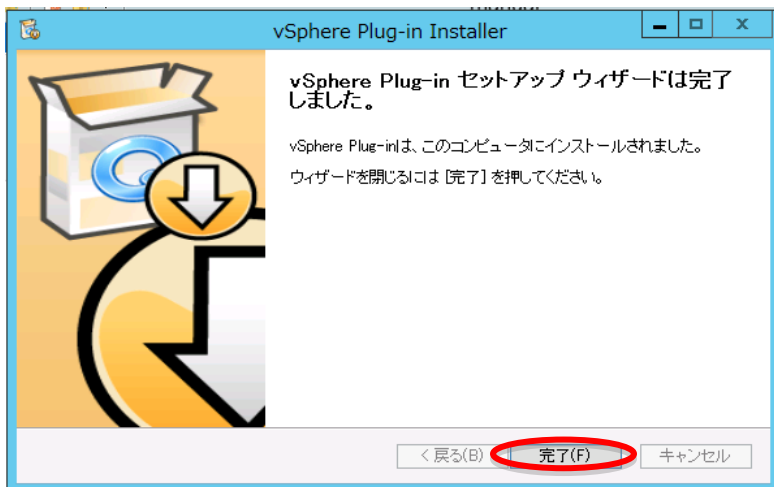 vSphere Plug-in Installer
vSphere Plug-in セットアップ ウィザードは完了
しました。
vSphere Plug-inは、このコンピュータにインストールされました。
ウィザードを閉じるには [完了] を押してください。
< 戻る(B)
完了(F)
キャンセル